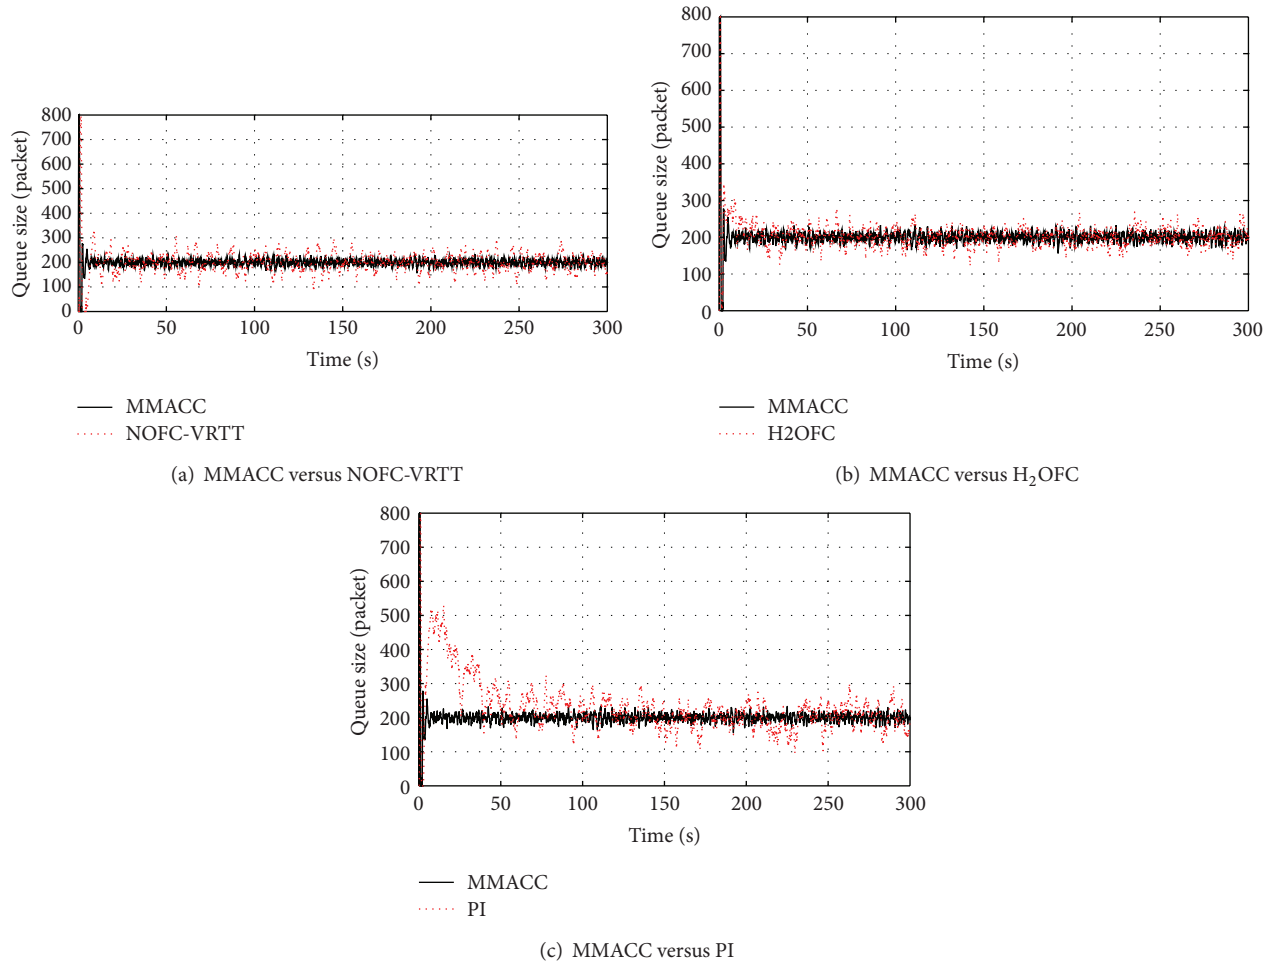 800
700
600
500
400
300
200
100
0
Queue size (packet)
0 50 100 150 200 250 300
Time (s)
MMACC
NOFC-VRTT
(a) MMACC versus NOFC-VRTT
800
700
600
500
400
300
200
100
0
Queue size (packet)
0 50 100 150 200 250 300
Time (s)
MMACC
H2OFC
(b) MMACC versus H₂OFC
800
700
600
500
400
300
200
100
0
Queue size (packet)
0 50 100 150 200 250 300
Time (s)
MMACC
PI
(c) MMACC versus PI